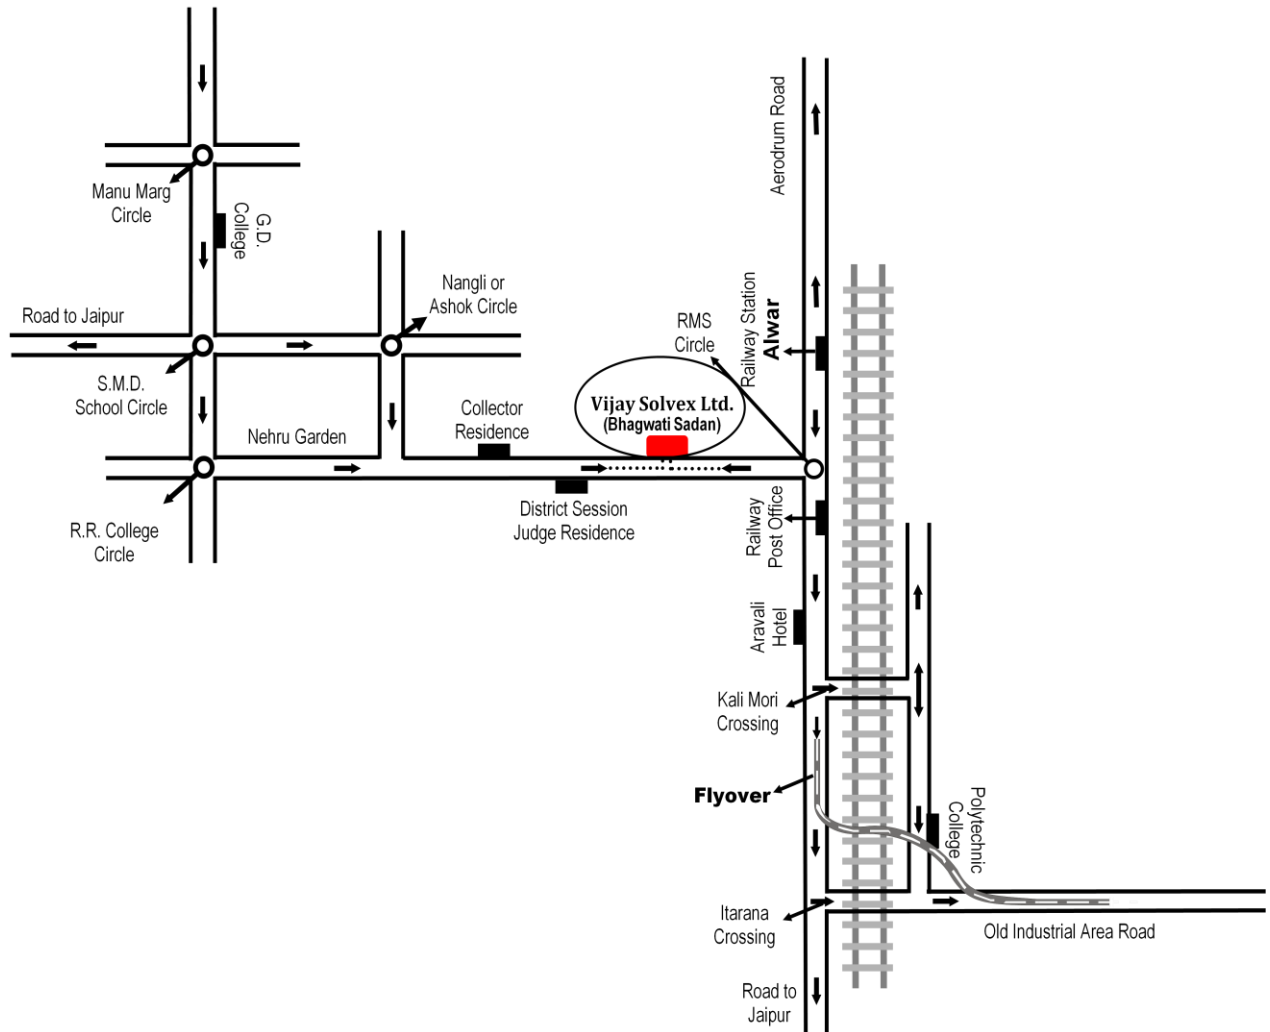 Aerodrum Road
Manu Marg
Circle
G.D.
College
Road to Jaipur
Nangli or
Ashok Circle
RMS
Circle
Railway Station
Alwar
S.M.D.
School Circle
Nehru Garden
Collector
Residence
Vijay Solvex Ltd.
(Bhagwati Sadan)
R.R. College
Circle
District Session
Judge Residence
Railway
Post Office
Aravali
Hotel
Kali Mori
Crossing
Flyover
Polytechnic
College
Itarana
Crossing
Old Industrial Area Road
Road to
Jaipur